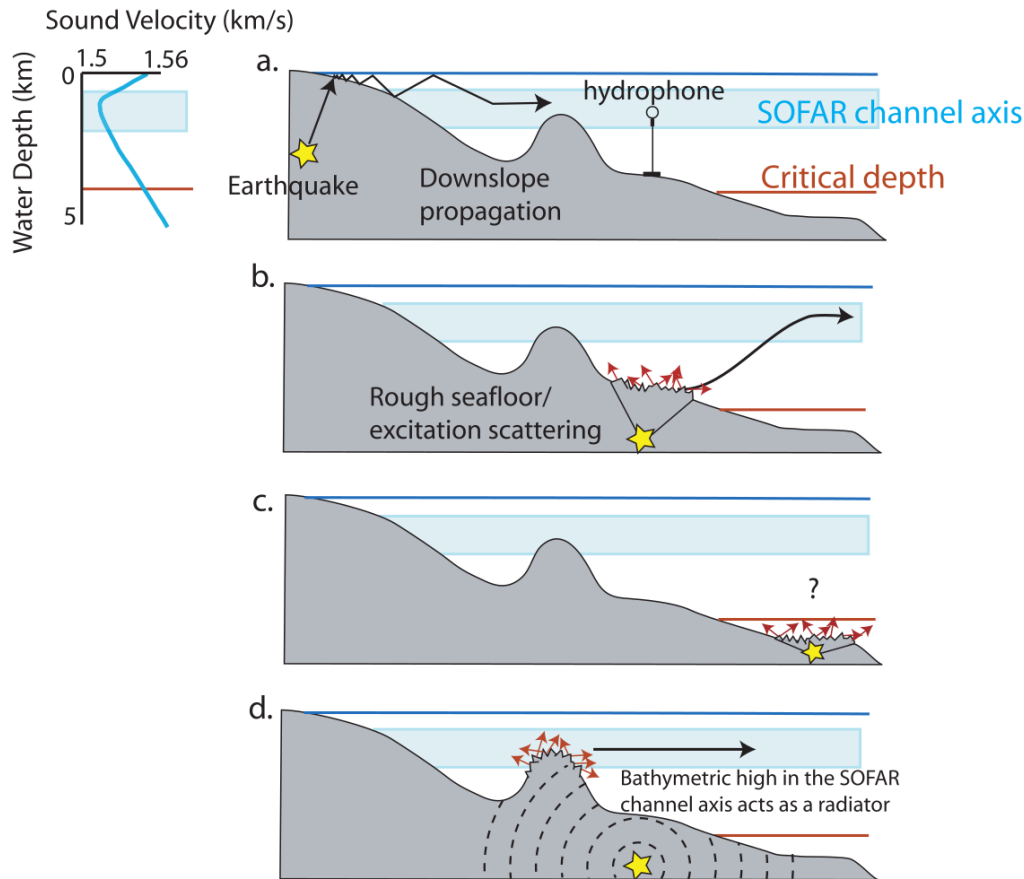 Sound Velocity (km/s)
1.5 1.56
0
5
Water Depth (km)
a.
hydrophone
SOFAR channel axis
Earthquake
Downslope
propagation
Critical depth
b.
Rough seafloor/
excitation scattering
c.
?
d.
Bathymetric high in the SOFAR
channel axis acts as a radiator